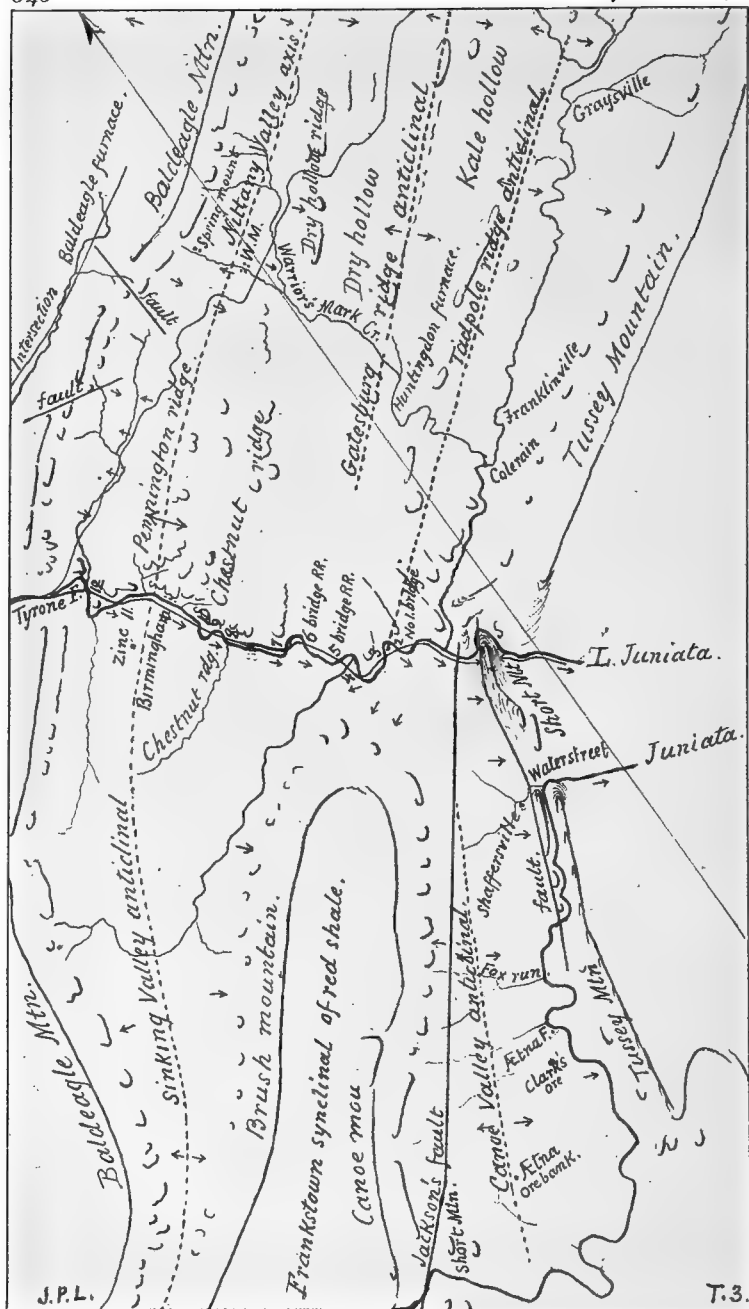 Baldeagle Mtn.
Baldeagle furnace.
Intersection
fault
fault
Spring mount
Nittany Valley axis
W.M.
Warriors Mark Cr.
Dry hollow ridge
Dry hollow
Gatesburg ridge anticlinal
Kale hollow
Huntingdon furnace.
Tadpole ridge anticlinal
Graysville
Franklinville
Colerain
Tussey Mountain.
Pennington ridge.
Chestnut ridge
Tyrone F.
Zinc
Birmingham
Chestnut rdg.
6 bridge RR.
5 bridge RR.
No 1. bridge
L. Juniata.
Short Mt.
Waterstreet
Juniata.
Shaffersville.
fault.
Fox run.
Tussey Mtn.
Ætna F.
Clarks
ore
Ætna
Ore bank.
Canoe Valley anticlinal
Jackson's fault
Short Mtn.
Canoe mou
Frankstown synclinal of red shale.
Brush mountain.
Sinking Valley anticlinal
Baldeagle Mtn.
J.P.L.
T.3.